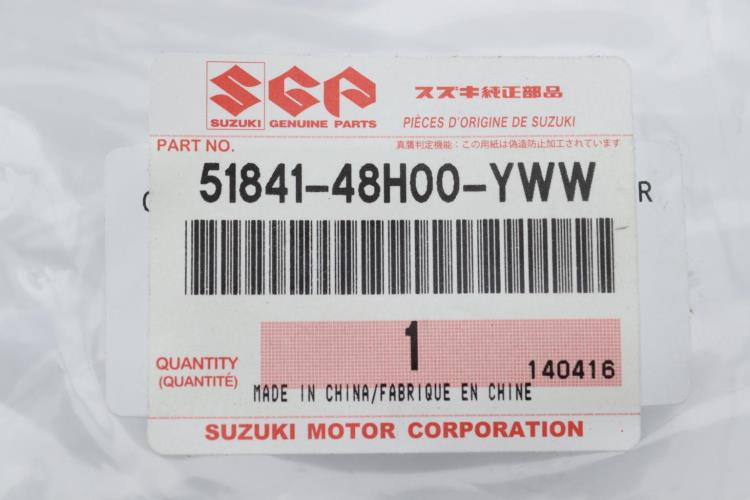 SGP
スズキ純正部品
SUZUKI GENUINE PARTS
PIÈCES D'ORIGINE DE SUZUKI
PART NO.
真贋判定機能：この用紙は偽造防止加工されています
51841-48H00-YWW
R
1
QUANTITY
(QUANTITÉ)
140416
MADE IN CHINA/FABRIQUE EN CHINE
SUZUKI MOTOR CORPORATION